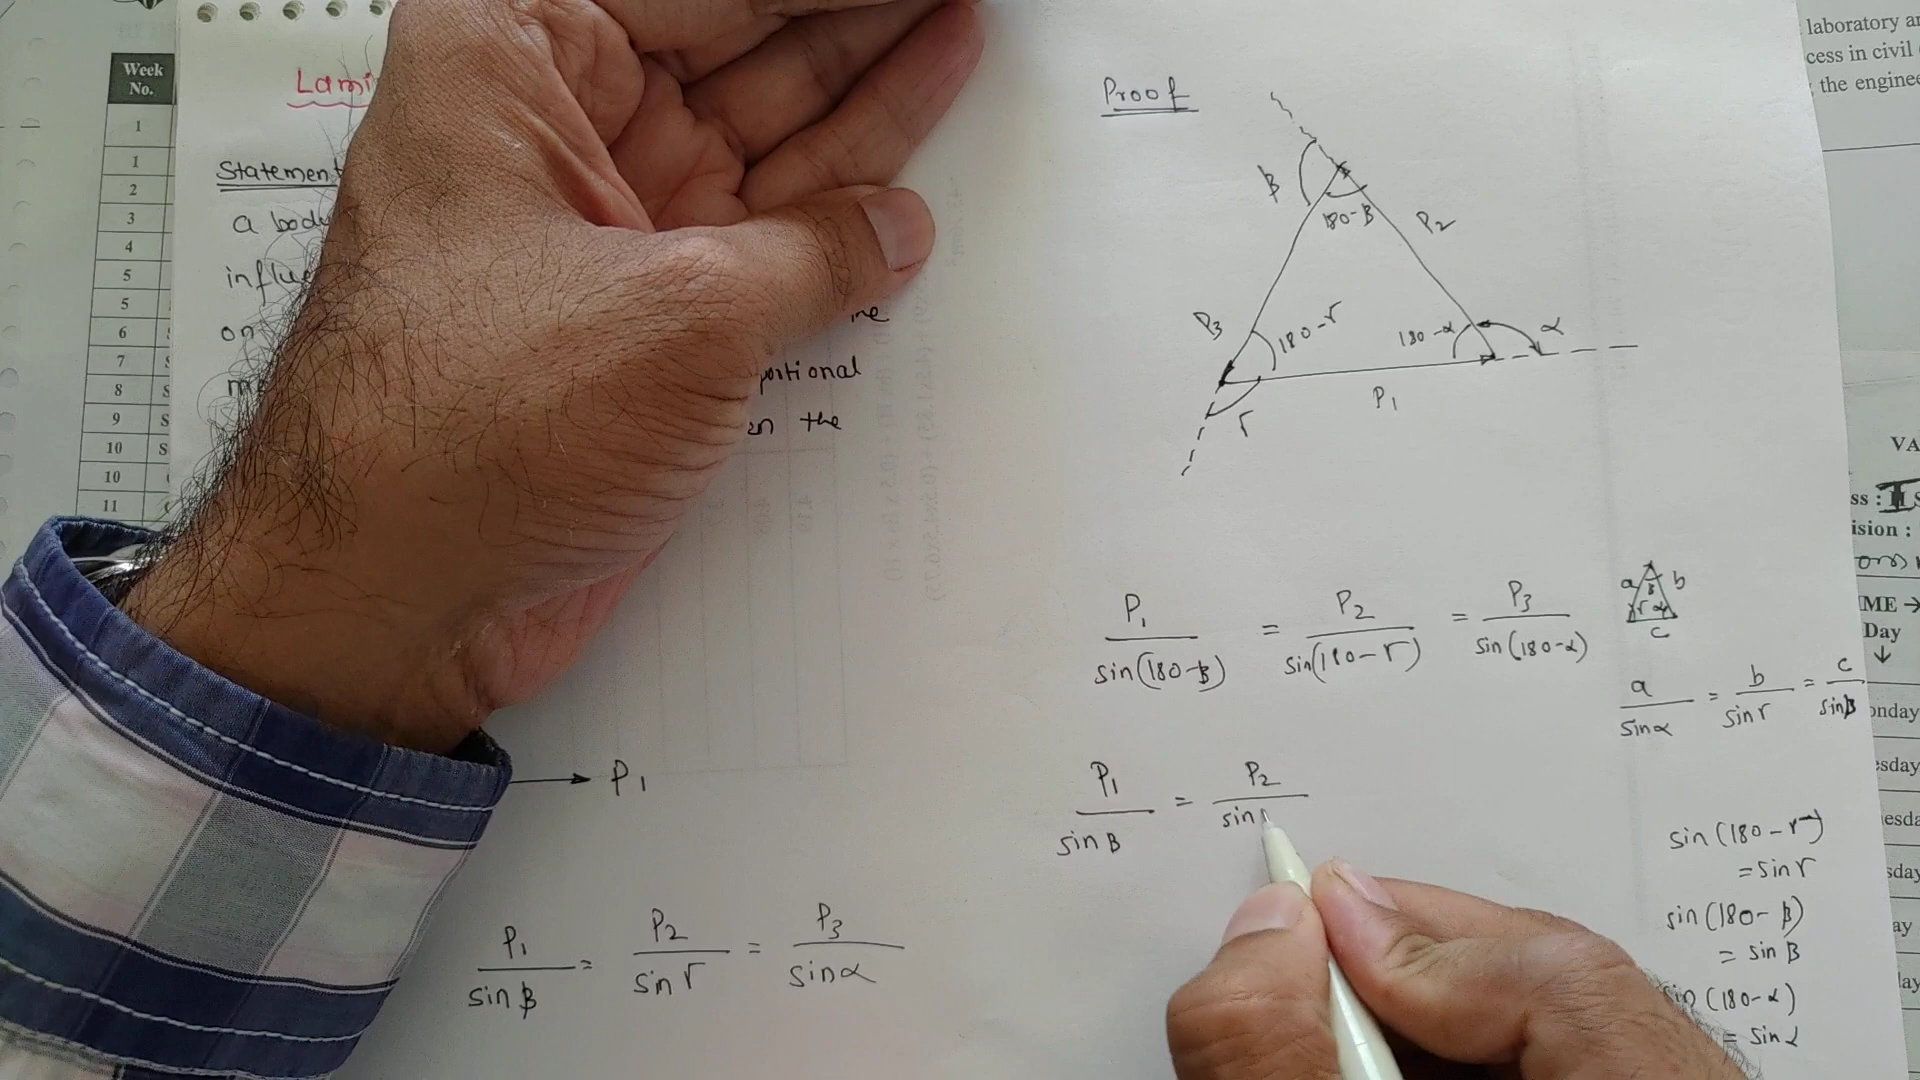 Week
No.
1
1
2
3
4
5
5
6
7
8
9
10
10
11
S
S
S
Lami
Statement
a body
influe
on
me
portional
the
P₁
P₁/sin β = P₂/sin γ = P₃/sin α
Proof
β
180-β
P₂
P₃
180-γ
180-α
α
P₁
γ
P₁/sin(180-β) = P₂/sin(180-γ) = P₃/sin(180-α)
a b
β
γ α
c
a/sin α = b/sin γ = c/sin β
P₁/sin β = P₂/sin
sin (180-γ)
= sin γ
sin (180-β)
= sin β
(180-α)
= sin α
laboratory
cess in civil
the
VA
ss : II
ision :
ME →
Day
↓